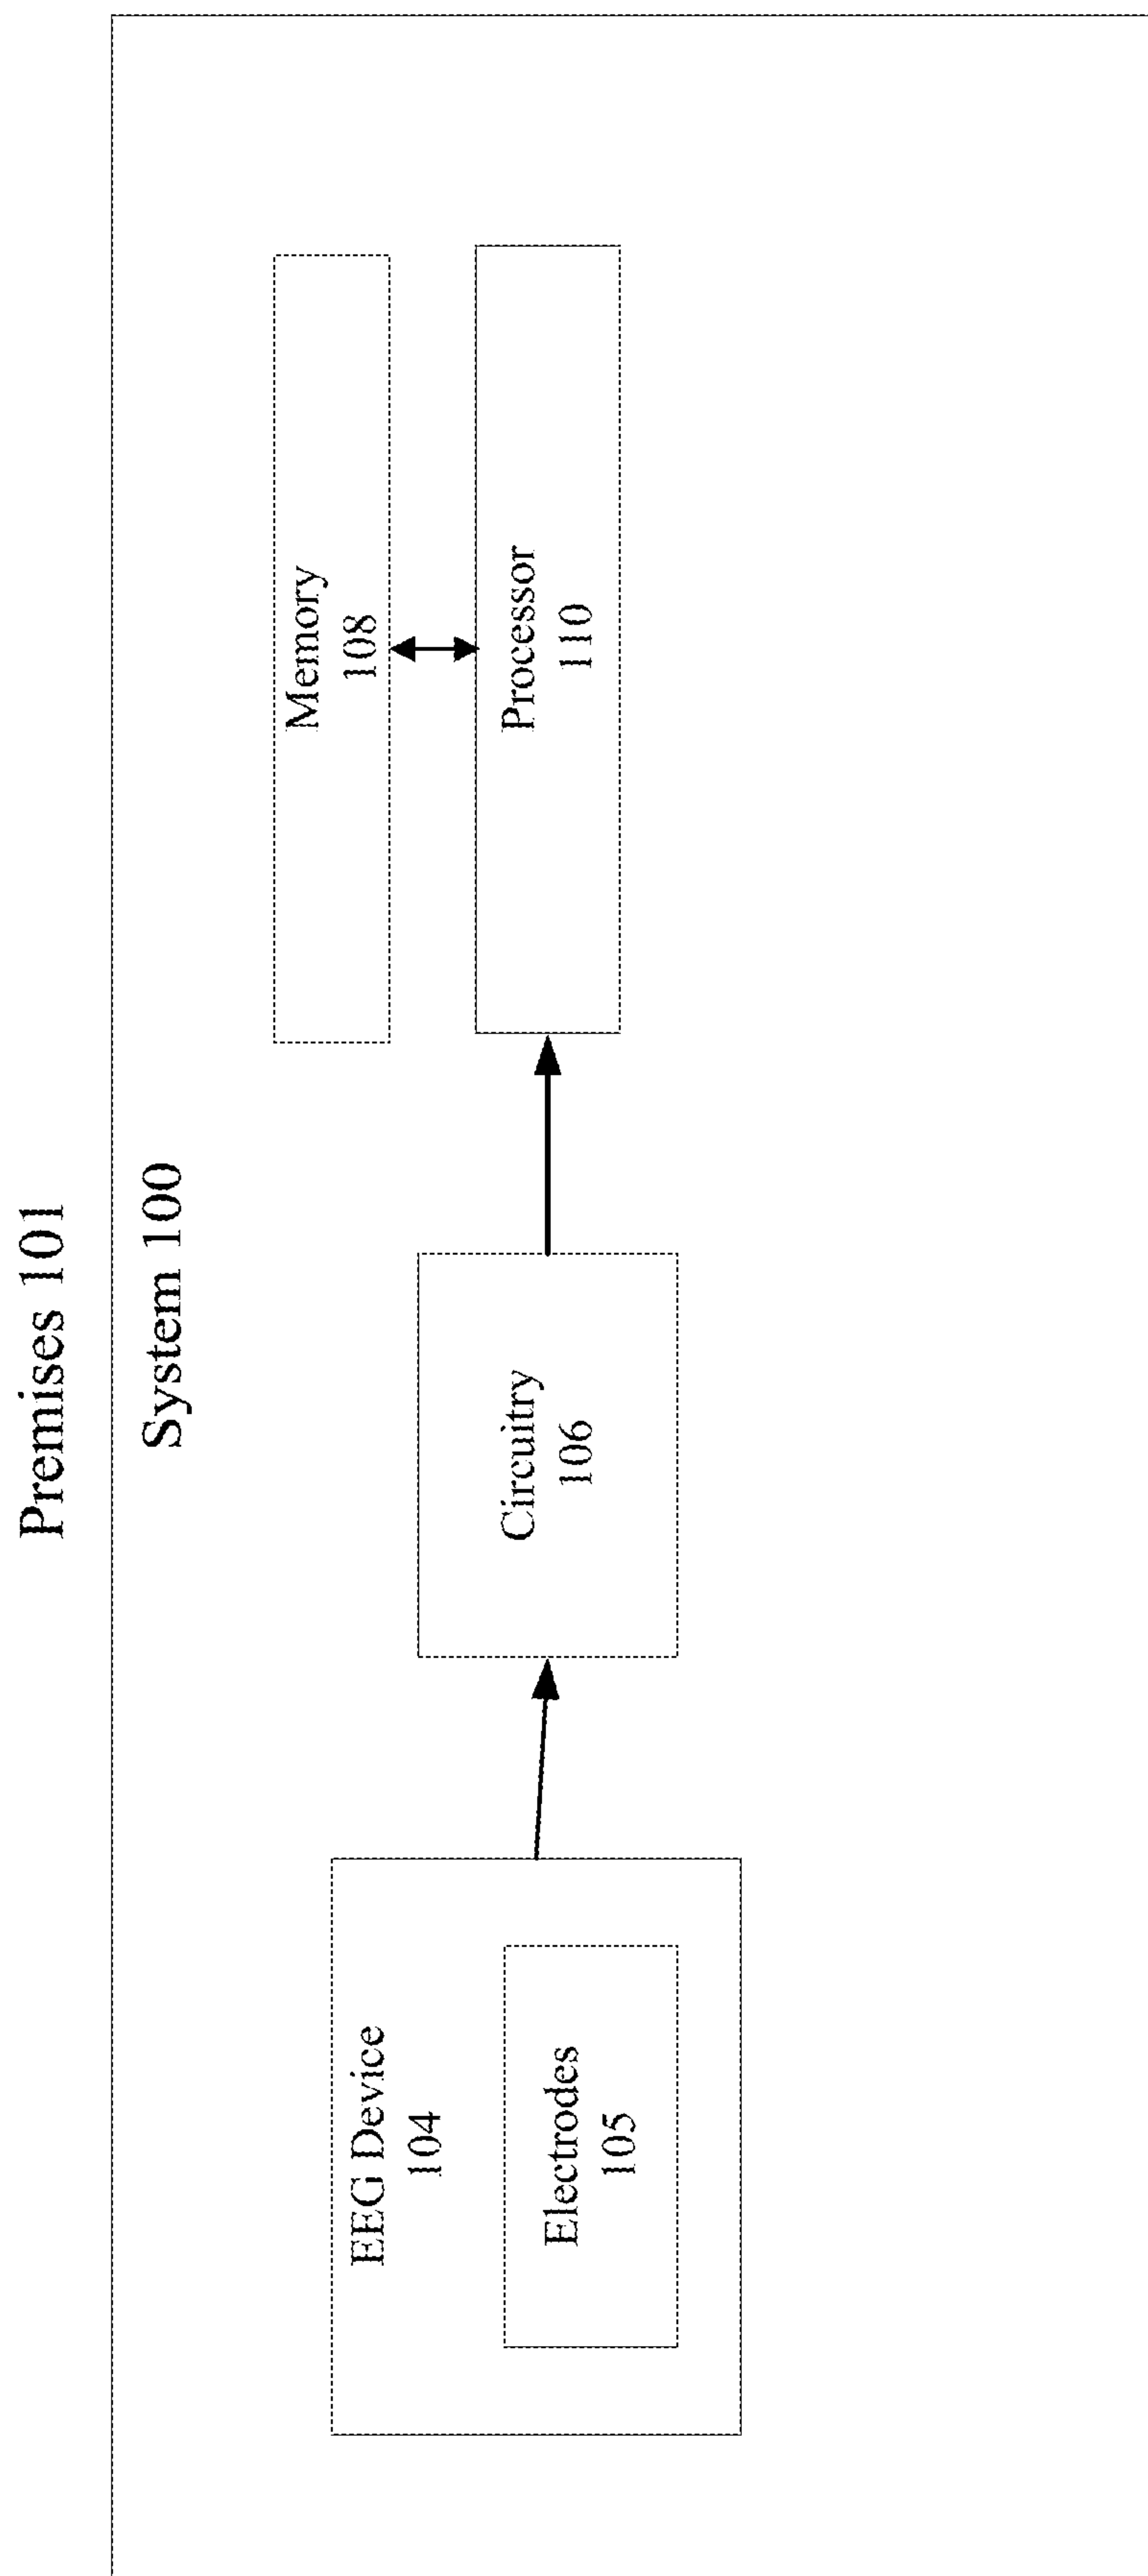 Premises 101
System 100
EEG Device
104
Electrodes
105
Circuitry
106
Memory
108
Processor
110